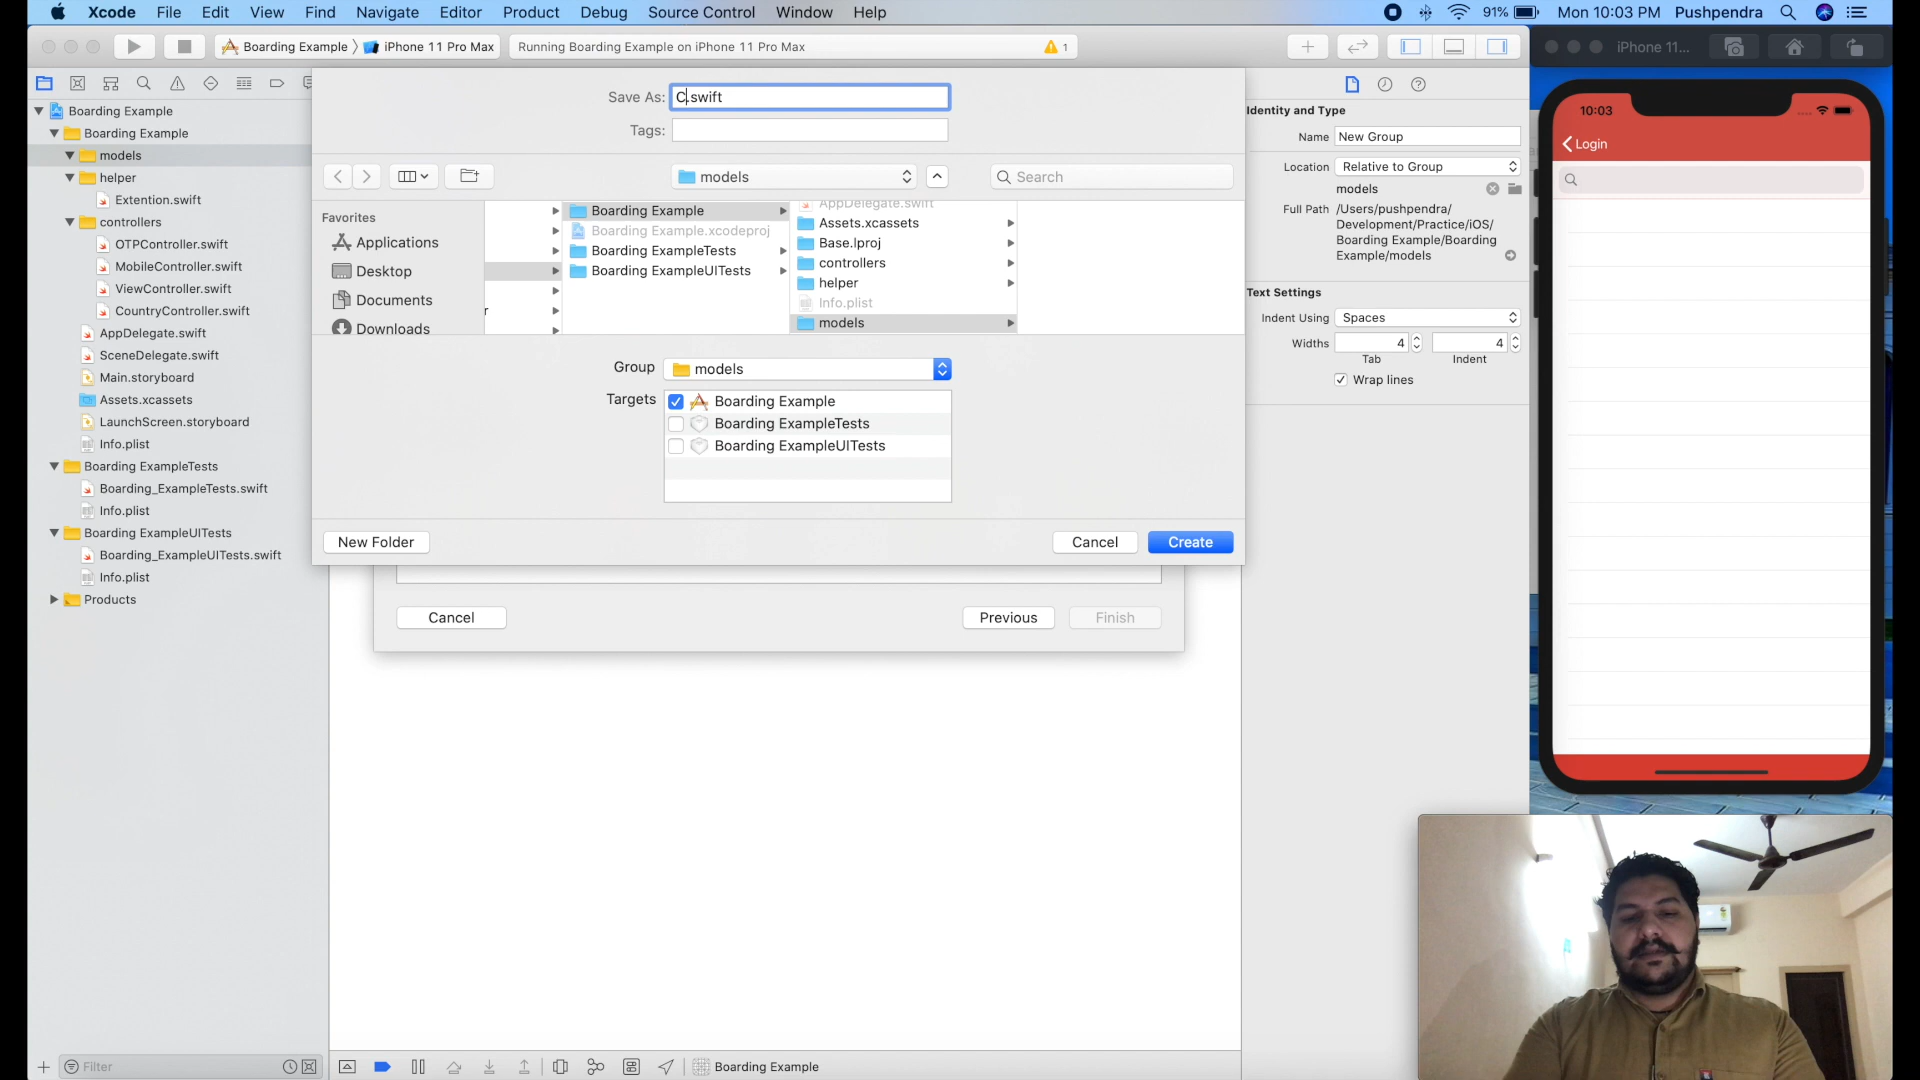 Xcode File Edit View Find Navigate Editor Product Debug Source Control Window Help 91% Mon 10:03 PM Pushpendra
Boarding Example iPhone 11 Pro Max Running Boarding Example on iPhone 11 Pro Max 1
iPhone 11...
Boarding Example
Boarding Example
models
helper
Extention.swift
controllers
OTPController.swift
MobileController.swift
ViewController.swift
CountryController.swift
AppDelegate.swift
SceneDelegate.swift
Main.storyboard
Assets.xcassets
LaunchScreen.storyboard
Info.plist
Boarding ExampleTests
Boarding_ExampleTests.swift
Info.plist
Boarding ExampleUITests
Boarding_ExampleUITests.swift
Info.plist
Products
Filter
Save As: C.swift
Tags:
models
Search
Favorites
Applications
Desktop
Documents
Downloads
r
Boarding Example
Boarding Example.xcodeproj
Boarding ExampleTests
Boarding ExampleUITests
AppDelegate.swift
Assets.xcassets
Base.lproj
controllers
helper
Info.plist
models
Group models
Targets Boarding Example
Boarding ExampleTests
Boarding ExampleUITests
New Folder Cancel Create
Cancel Previous Finish
Boarding Example
Identity and Type
Name New Group
Location Relative to Group
models
Full Path /Users/pushpendra/
Development/Practice/iOS/
Boarding Example/Boarding
Example/models
Text Settings
Indent Using Spaces
Widths 4 4
Tab Indent
Wrap lines
10:03
Login